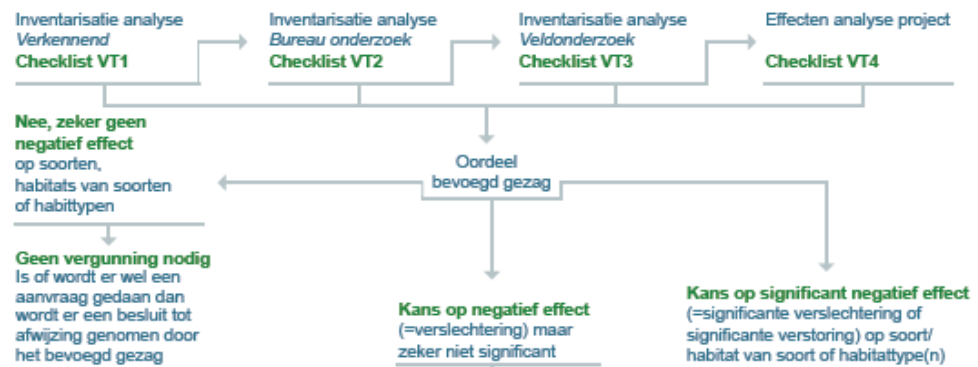 Inventarisatie analyse
Verkennend
Checklist VT1
Inventarisatie analyse
Bureau onderzoek
Checklist VT2
Inventarisatie analyse
Veldonderzoek
Checklist VT3
Effecten analyse project
Checklist VT4
Nee, zeker geen
negatief effect
op soorten,
habitats van soorten
of habittypen
Oordeel
bevoegd gezag
Geen vergunning nodig
Is of wordt er wel een
aanvraag gedaan dan
wordt er een besluit tot
afwijzing genomen door
het bevoegd gezag
Kans op negatief effect
(=verslechtering) maar
zeker niet significant
Kans op significant negatief effect
(=significante verslechtering of
significante verstoring) op soort/
habitat van soort of habitattype(n)